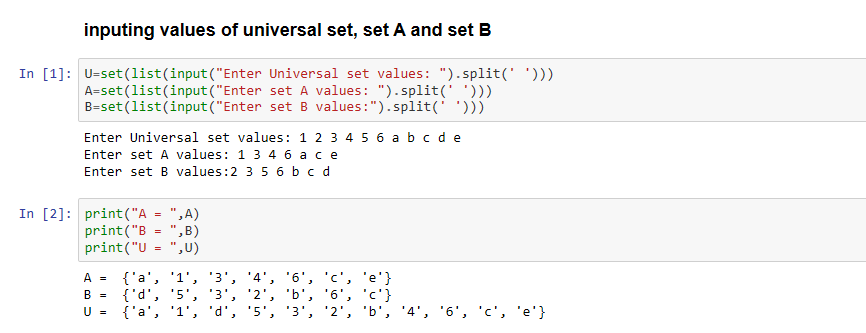 inputing values of universal set, set A and set B
In [1]: U=set(list(input("Enter Universal set values: ").split(' ')))
A=set(list(input("Enter set A values: ").split(' ')))
B=set(list(input("Enter set B values:").split(' ')))
Enter Universal set values: 1 2 3 4 5 6 a b c d e
Enter set A values: 1 3 4 6 a c e
Enter set B values:2 3 5 6 b c d
In [2]: print("A = ",A)
print("B = ",B)
print("U = ",U)
A =  {'a', '1', '3', '4', '6', 'c', 'e'}
B =  {'d', '5', '3', '2', 'b', '6', 'c'}
U =  {'a', '1', 'd', '5', '3', '2', 'b', '4', '6', 'c', 'e'}